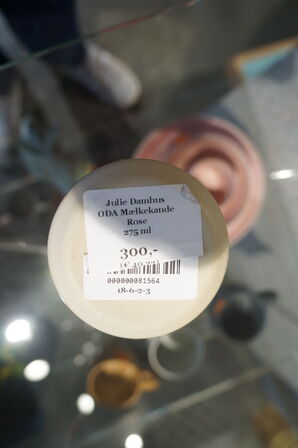 Julie Damhus
ODA Mælkekande
Rose
275 ml
300,-
000000081564
18-6-2-3